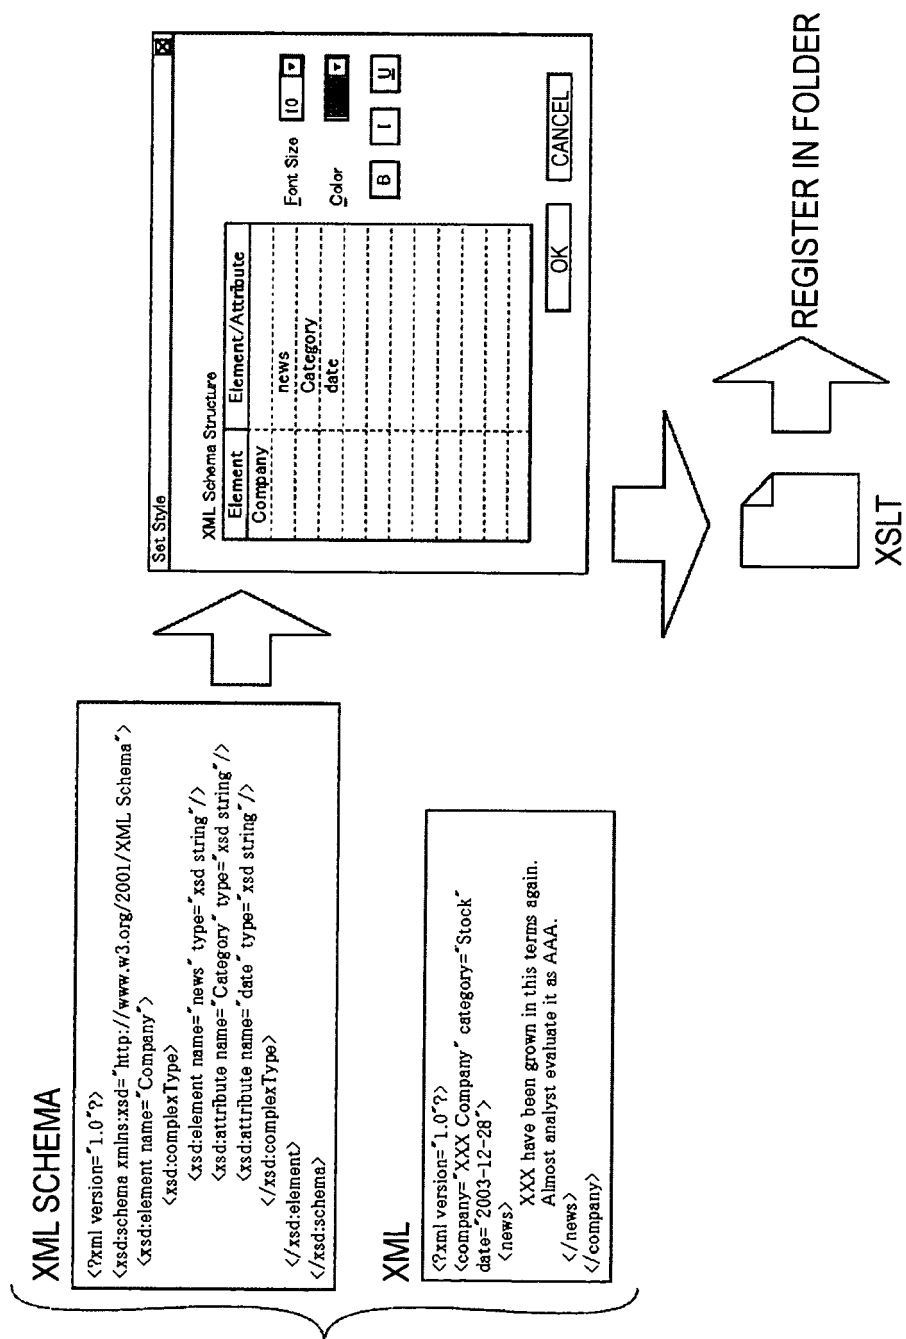 XML SCHEMA
<?xml version="1.0"?>
<xsd:schema xmlns:xsd="http://www.w3.org/2001/XML Schema">
<xsd:element name="Company">
<xsd:complexType>
<xsd:element name="news" type="xsd string"/>
<xsd:attribute name="Category" type="xsd string"/>
<xsd:attribute name="date" type="xsd string"/>
</xsd:complexType>
</xsd:element>
</xsd:schema>
XML
<?xml version="1.0"?>
<company="XXX Company" category="Stock"
date="2003-12-28">
<news>
XXX have been grown in this terms again.
Almost analyst evaluate it as AAA.
</news>
</company>
Set Style
XML Schema Structure
Element Element/Attribute
Company
news
Category
date
Font Size 10
Color
B I U
OK CANCEL
XSLT
REGISTER IN FOLDER